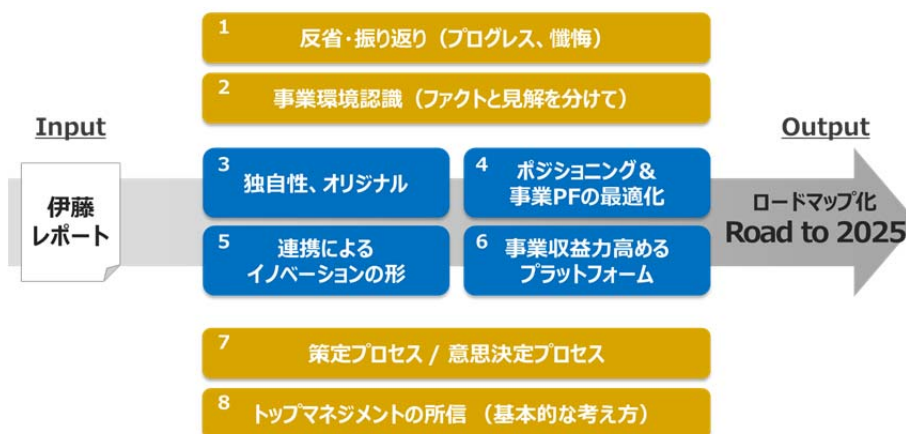 1
反省・振り返り（プログレス、懺悔）
2
事業環境認識（ファクトと見解を分けて）
Input
伊藤
レポート
3
独自性、オリジナル
4
ポジショニング＆
事業PFの最適化
5
連携による
イノベーションの形
6
事業収益力高める
プラットフォーム
Output
ロードマップ化
Road to 2025
7
策定プロセス / 意思決定プロセス
8
トップマネジメントの所信 （基本的な考え方）